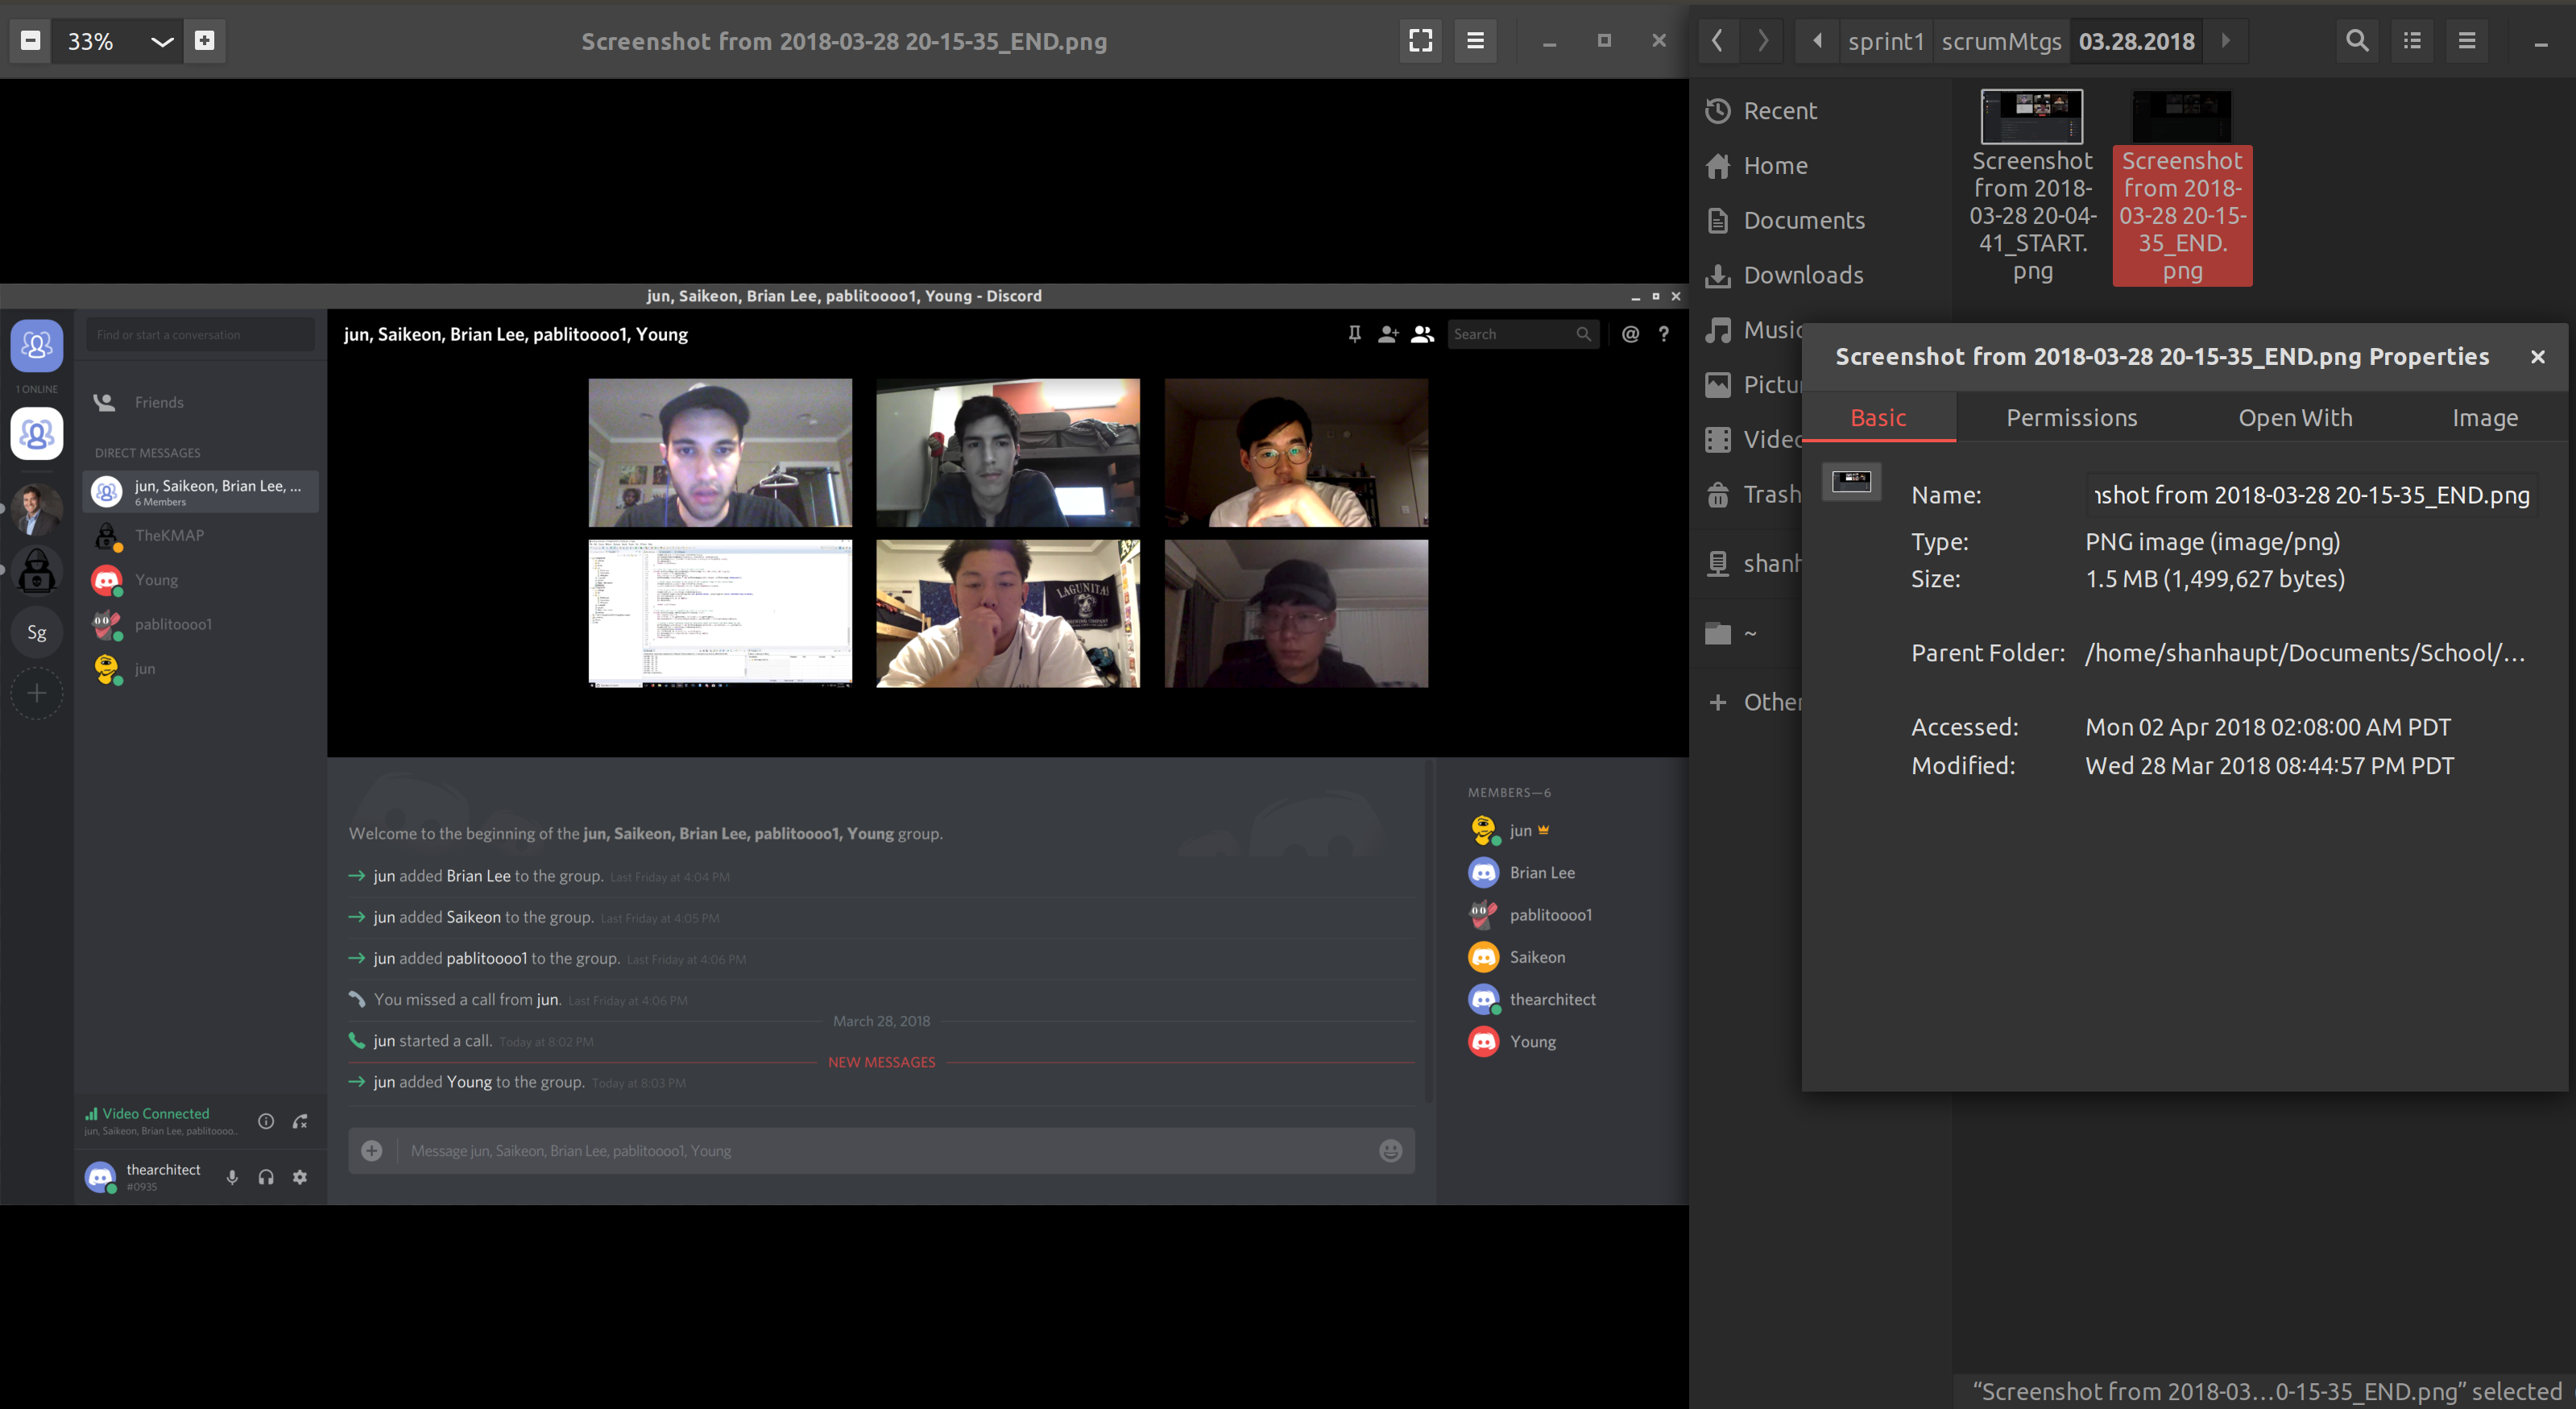 33%
Screenshot from 2018-03-28 20-15-35_END.png
jun, Saikeon, Brian Lee, pablitoooo1, Young - Discord
Find or start a conversation
jun, Saikeon, Brian Lee, pablitoooo1, Young
Search
@
?
1 ONLINE
Friends
DIRECT MESSAGES
jun, Saikeon, Brian Lee, ...
6 Members
TheKMAP
Young
pablitoooo1
jun
Sg
LAGUNITAS
Welcome to the beginning of the jun, Saikeon, Brian Lee, pablitoooo1, Young group.
jun added Brian Lee to the group. Last Friday at 4:04 PM
jun added Saikeon to the group. Last Friday at 4:05 PM
jun added pablitoooo1 to the group. Last Friday at 4:06 PM
You missed a call from jun. Last Friday at 4:06 PM
March 28, 2018
jun started a call. Today at 8:02 PM
NEW MESSAGES
jun added Young to the group. Today at 8:03 PM
Message jun, Saikeon, Brian Lee, pablitoooo1, Young
MEMBERS—6
jun
Brian Lee
pablitoooo1
Saikeon
thearchitect
Young
Video Connected
jun, Saikeon, Brian Lee, pablitoooo...
thearchitect
#0935
sprint1 scrumMtgs 03.28.2018
Recent
Home
Documents
Downloads
Music
Pictu
Video
Trash
shanh
~
Other
Screenshot
from 2018-
03-28 20-04-
41_START.
png
Screenshot
from 2018-
03-28 20-15-
35_END.
png
Screenshot from 2018-03-28 20-15-35_END.png Properties
Basic Permissions Open With Image
Name: nshot from 2018-03-28 20-15-35_END.png
Type: PNG image (image/png)
Size: 1.5 MB (1,499,627 bytes)
Parent Folder: /home/shanhaupt/Documents/School/...
Accessed: Mon 02 Apr 2018 02:08:00 AM PDT
Modified: Wed 28 Mar 2018 08:44:57 PM PDT
“Screenshot from 2018-03...0-15-35_END.png” selected